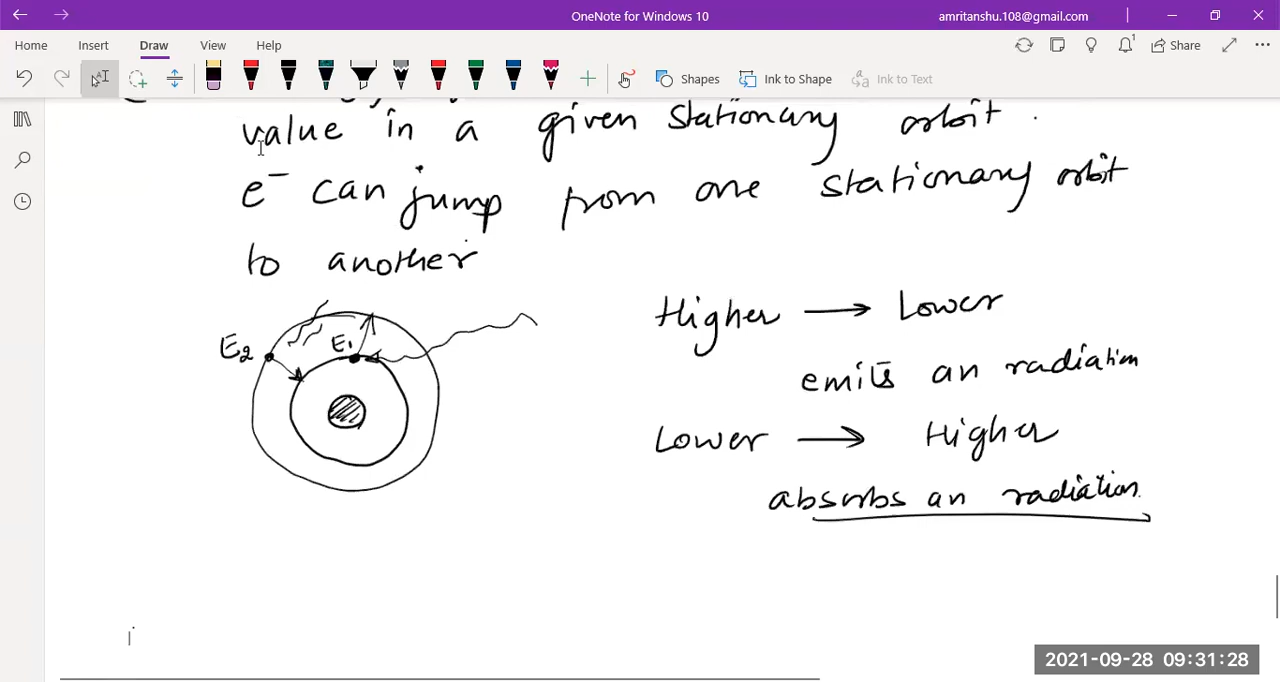 OneNote for Windows 10
amritanshu.108@gmail.com
Home Insert Draw View Help
Share
Shapes Ink to Shape Ink to Text
value in a given stationary orbit.
e⁻ can jump from one stationary orbit
to another
Higher → Lower
E₂ E₁
emits an radiation
Lower → Higher
absorbs an radiation.
2021-09-28 09:31:28